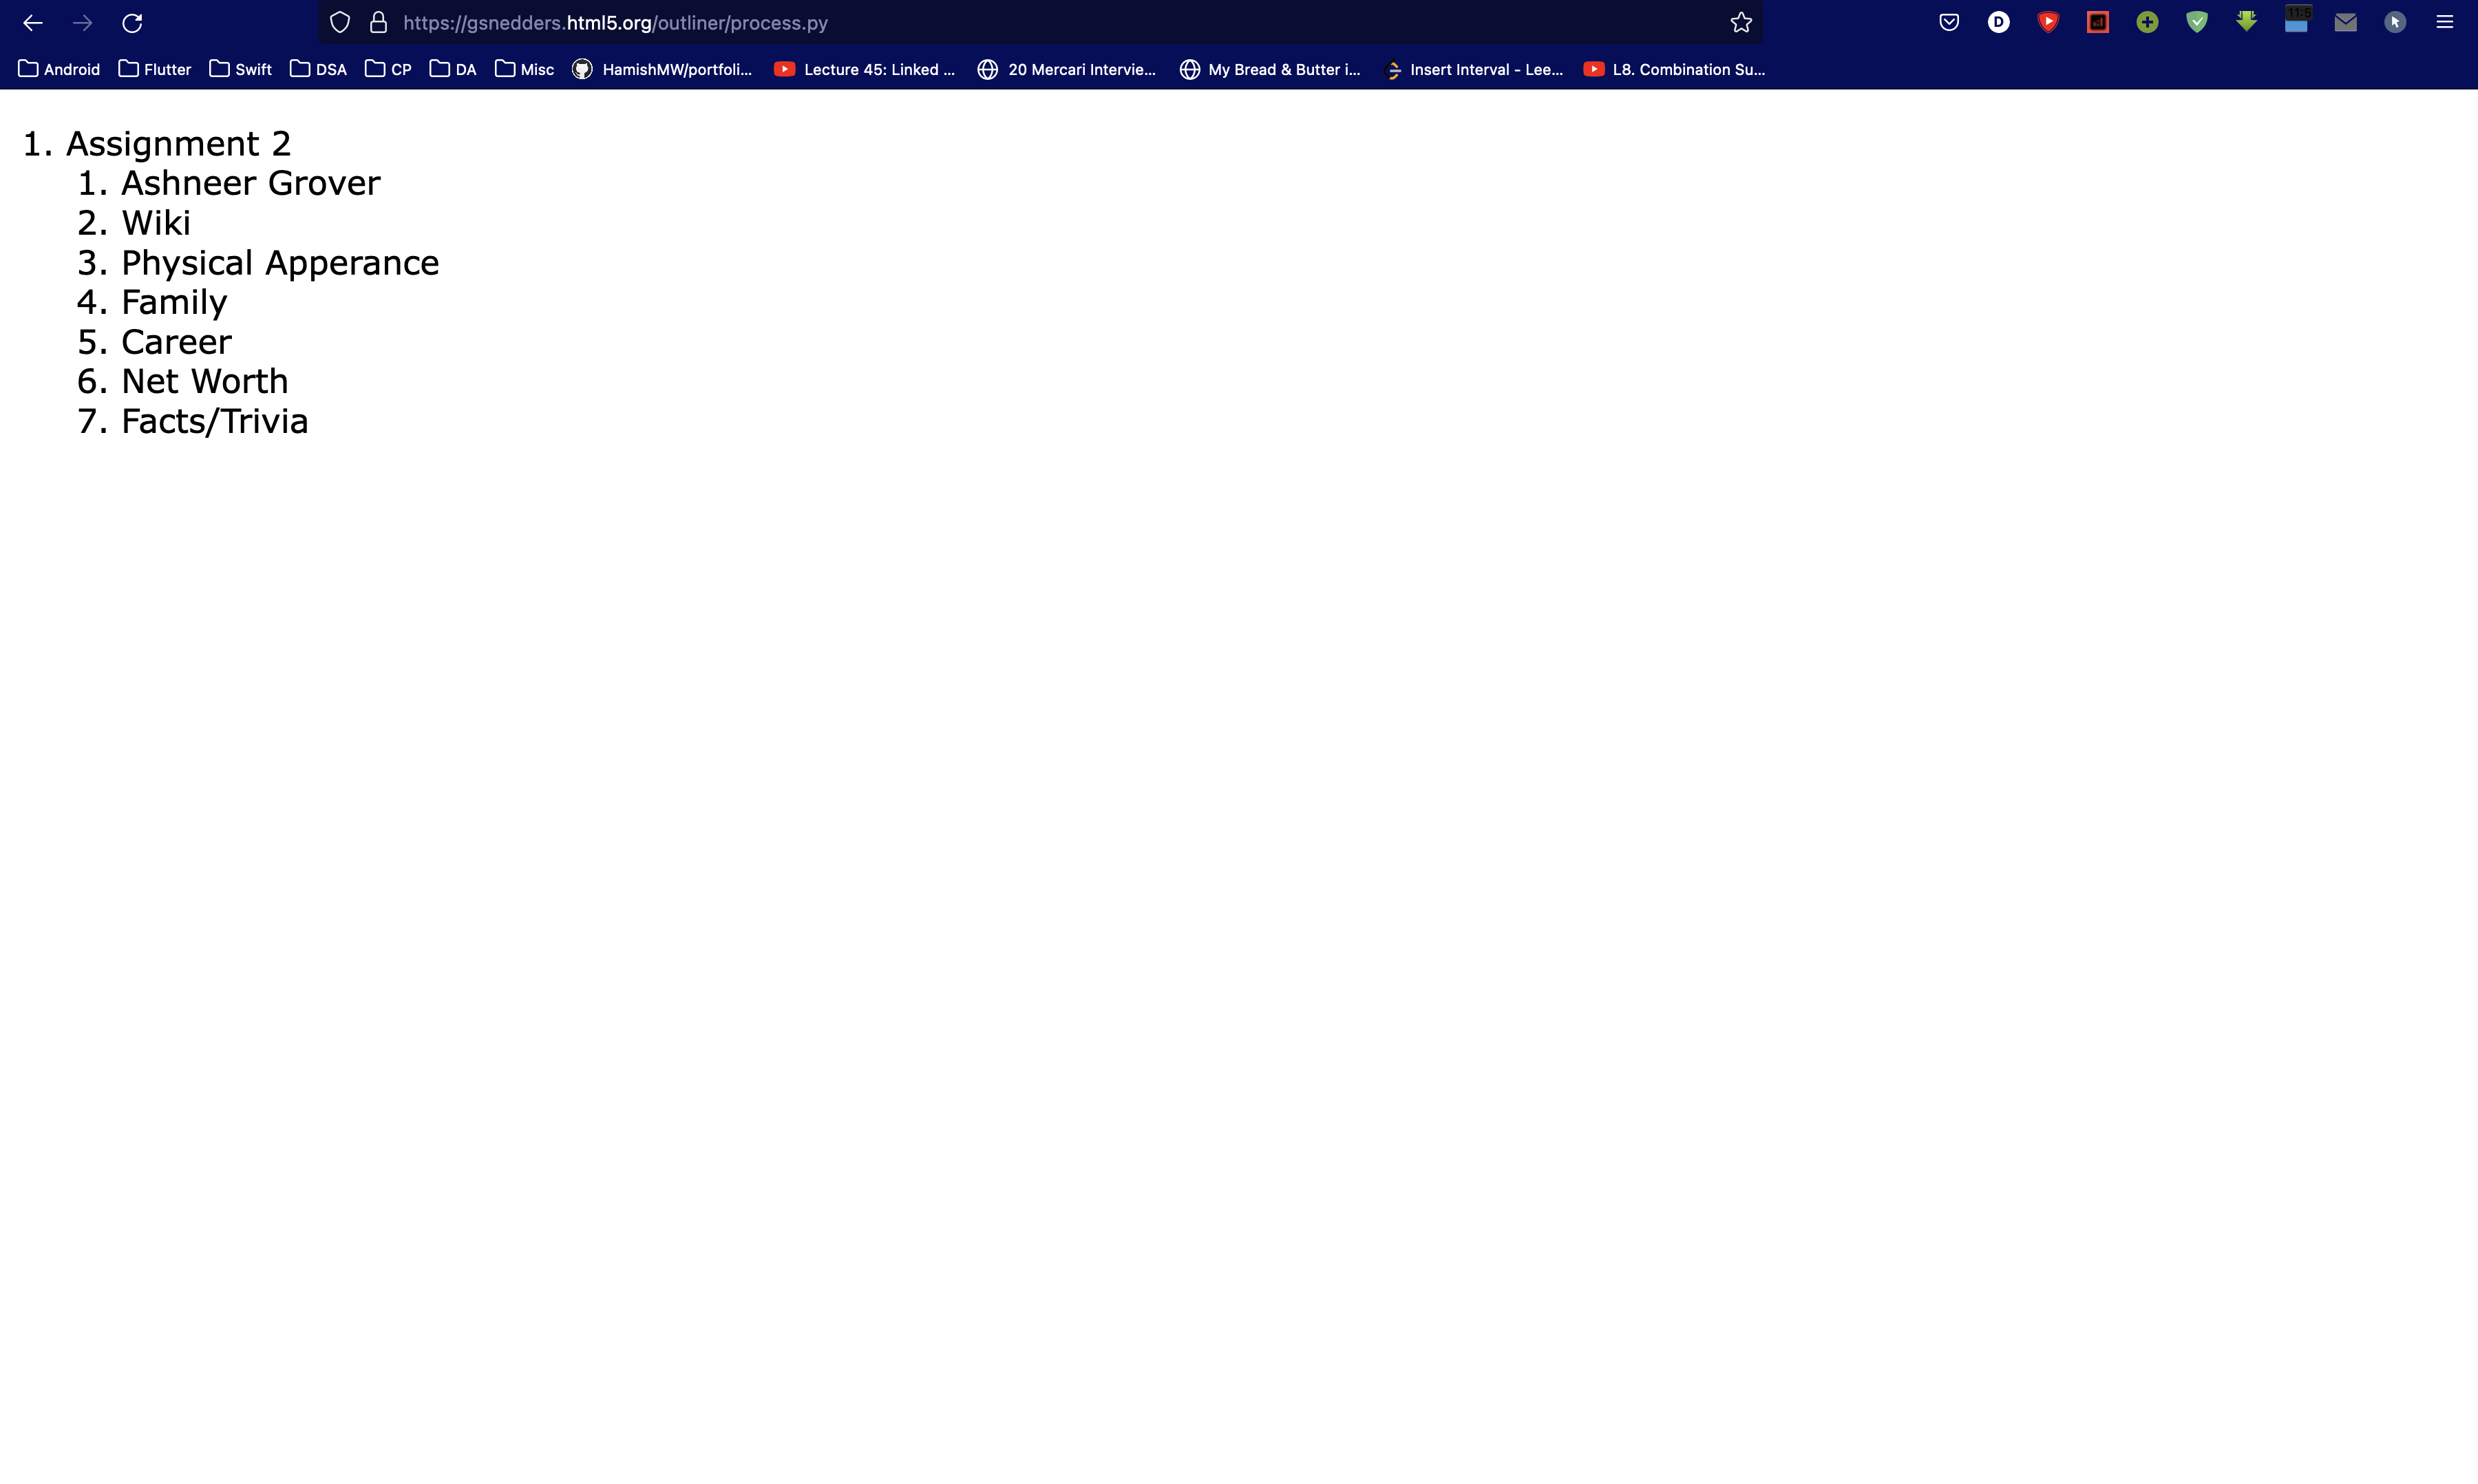 https://gsnedders.html5.org/outliner/process.py
11:5
Android Flutter Swift DSA CP DA Misc HamishMW/portfoli... Lecture 45: Linked ... 20 Mercari Intervie... My Bread & Butter i... Insert Interval - Lee... L8. Combination Su...
1. Assignment 2
1. Ashneer Grover
2. Wiki
3. Physical Apperance
4. Family
5. Career
6. Net Worth
7. Facts/Trivia